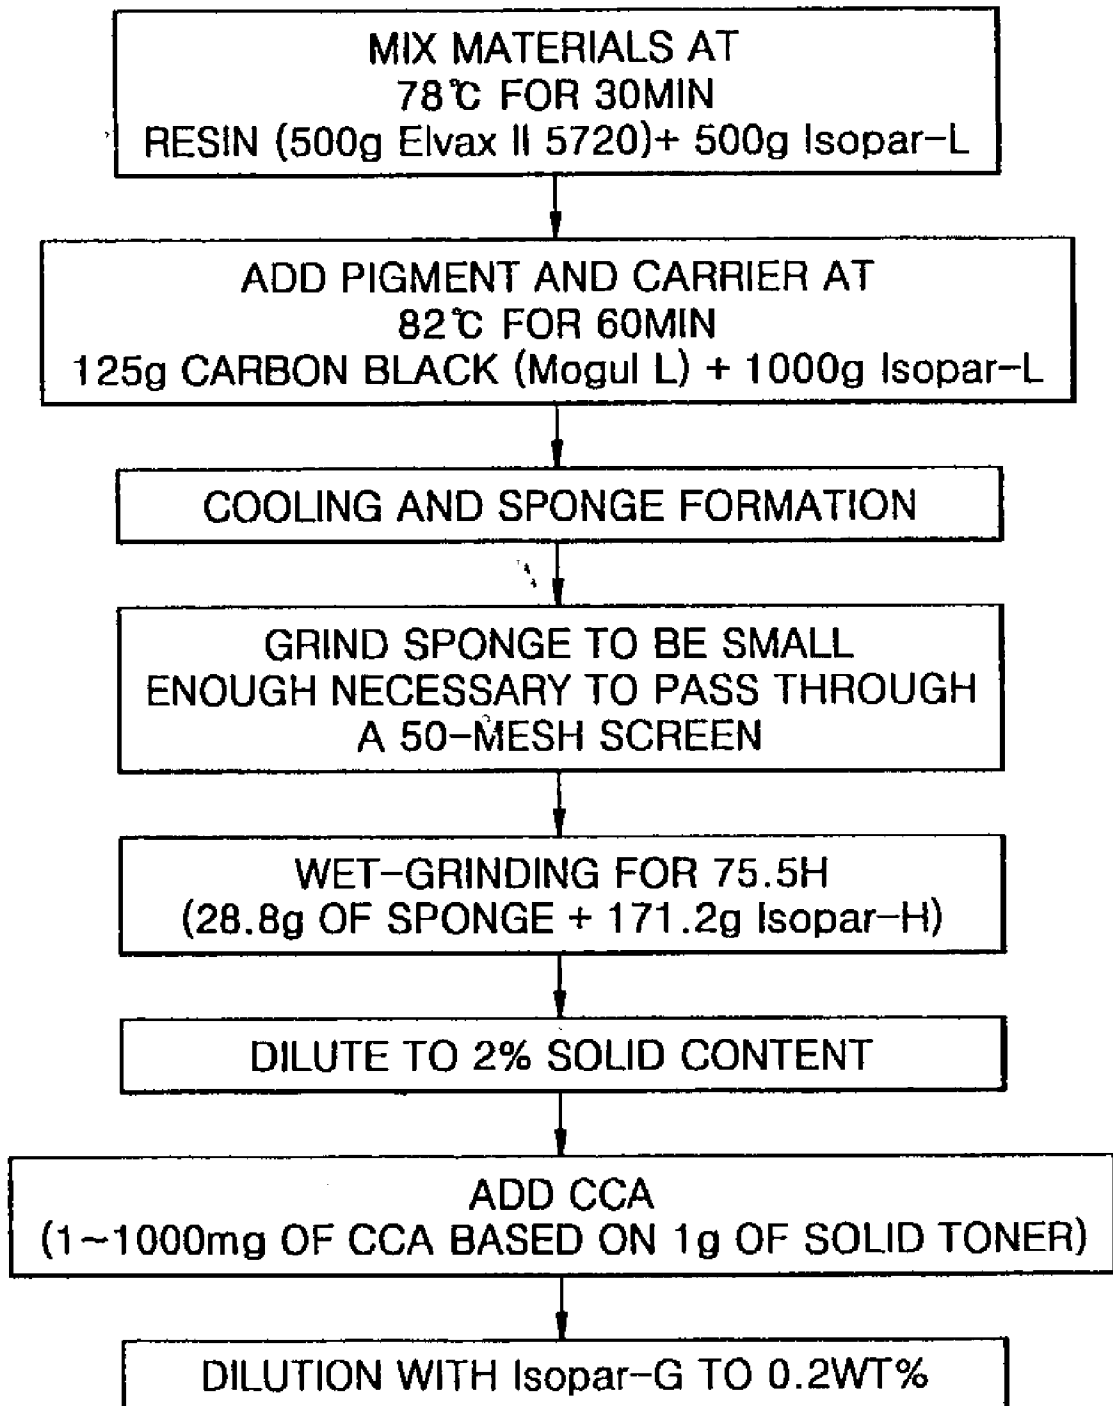 MIX MATERIALS AT
78℃ FOR 30MIN
RESIN (500g Elvax II 5720)+ 500g Isopar-L
ADD PIGMENT AND CARRIER AT
82℃ FOR 60MIN
125g CARBON BLACK (Mogul L) + 1000g Isopar-L
COOLING AND SPONGE FORMATION
GRIND SPONGE TO BE SMALL
ENOUGH NECESSARY TO PASS THROUGH
A 50-MESH SCREEN
WET-GRINDING FOR 75.5H
(28.8g OF SPONGE + 171.2g Isopar-H)
DILUTE TO 2% SOLID CONTENT
ADD CCA
(1~1000mg OF CCA BASED ON 1g OF SOLID TONER)
DILUTION WITH Isopar-G TO 0.2WT%